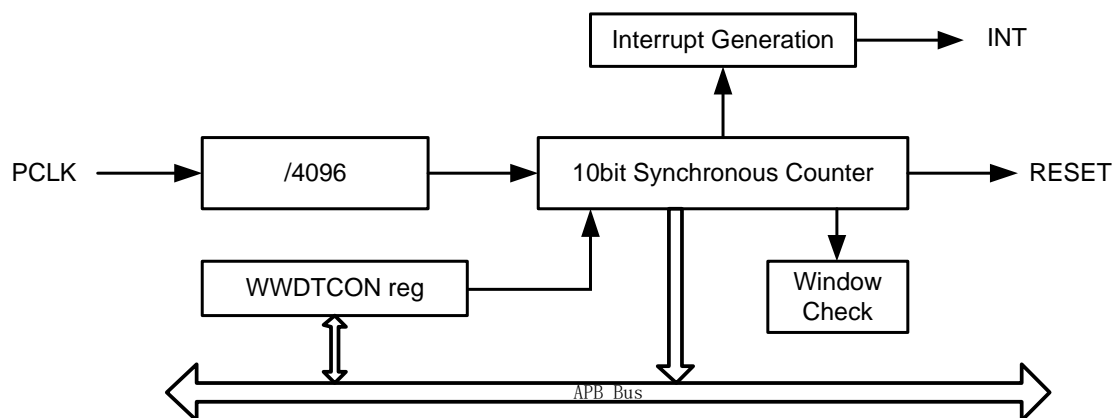 Interrupt Generation
INT
PCLK
/4096
10bit Synchronous Counter
RESET
WWDTCON reg
Window
Check
APB Bus